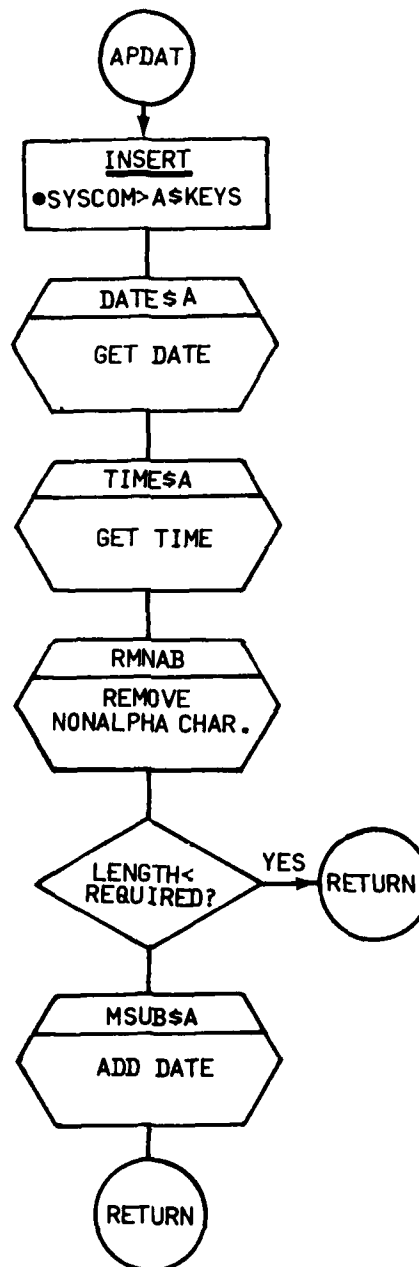 APDAT
INSERT
●SYSCOM>A$KEYS
DATE$A
GET DATE
TIME$A
GET TIME
RMNAB
REMOVE
NONALPHA CHAR.
LENGTH<
REQUIRED?
YES
RETURN
MSUB$A
ADD DATE
RETURN